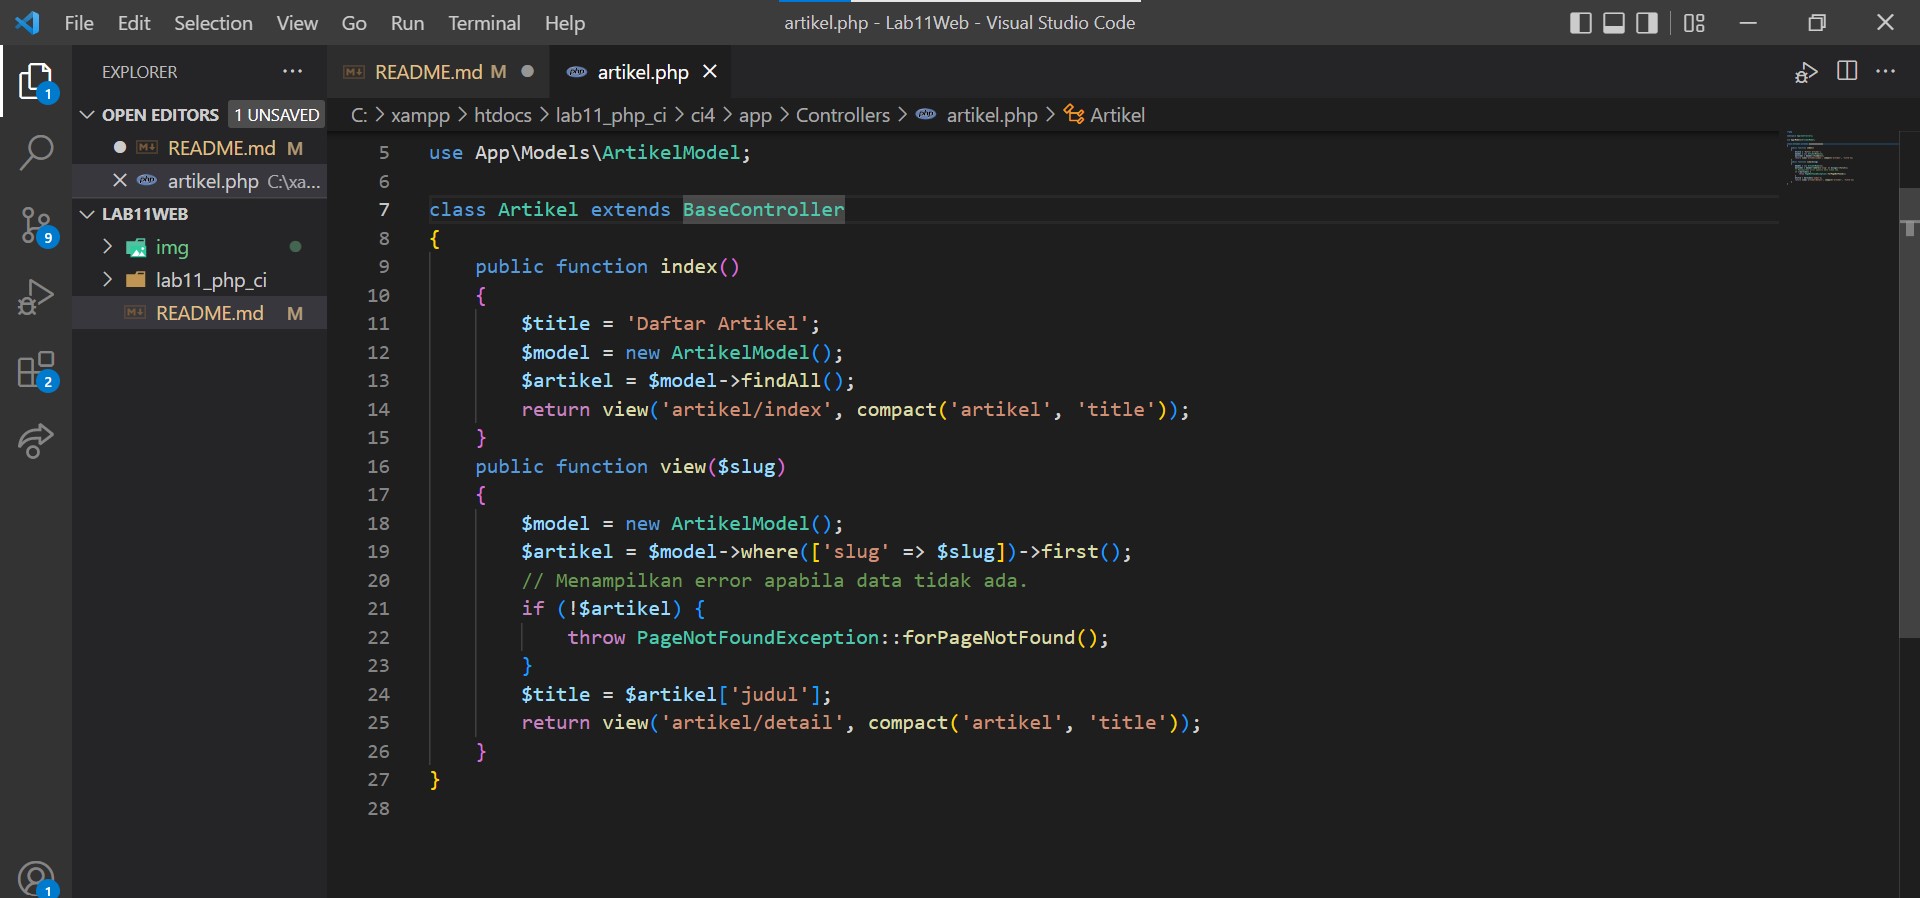 File Edit Selection View Go Run Terminal Help
artikel.php - Lab11Web - Visual Studio Code
EXPLORER
README.md M
artikel.php
OPEN EDITORS 1 UNSAVED
README.md M
artikel.php C:\xa...
LAB11WEB
img
lab11_php_ci
README.md M
1
9
2
1
C: > xampp > htdocs > lab11_php_ci > ci4 > app > Controllers > artikel.php > Artikel
5 use App\Models\ArtikelModel;
6
7 class Artikel extends BaseController
8 {
9 public function index()
10 {
11 $title = 'Daftar Artikel';
12 $model = new ArtikelModel();
13 $artikel = $model->findAll();
14 return view('artikel/index', compact('artikel', 'title'));
15 }
16 public function view($slug)
17 {
18 $model = new ArtikelModel();
19 $artikel = $model->where(['slug' => $slug])->first();
20 // Menampilkan error apabila data tidak ada.
21 if (!$artikel) {
22 throw PageNotFoundException::forPageNotFound();
23 }
24 $title = $artikel['judul'];
25 return view('artikel/detail', compact('artikel', 'title'));
26 }
27 }
28